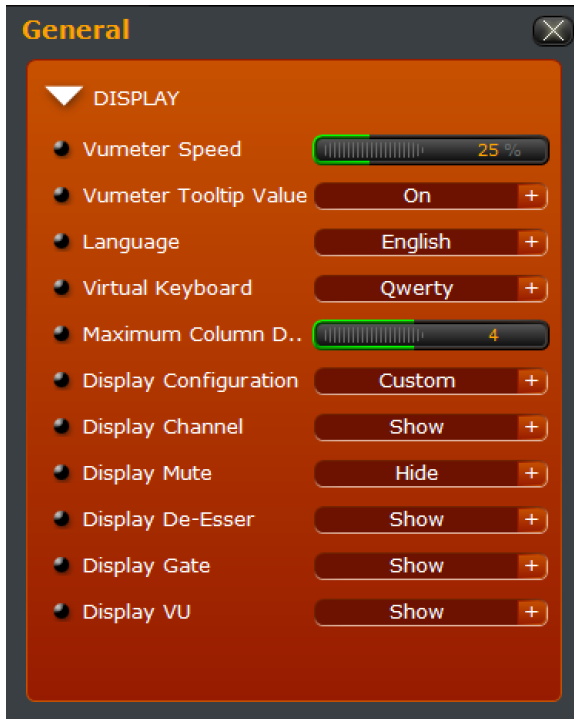 General
DISPLAY
Vumeter Speed 25 %
Vumeter Tooltip Value On +
Language English +
Virtual Keyboard Qwerty +
Maximum Column D.. 4
Display Configuration Custom +
Display Channel Show +
Display Mute Hide +
Display De-Esser Show +
Display Gate Show +
Display VU Show +